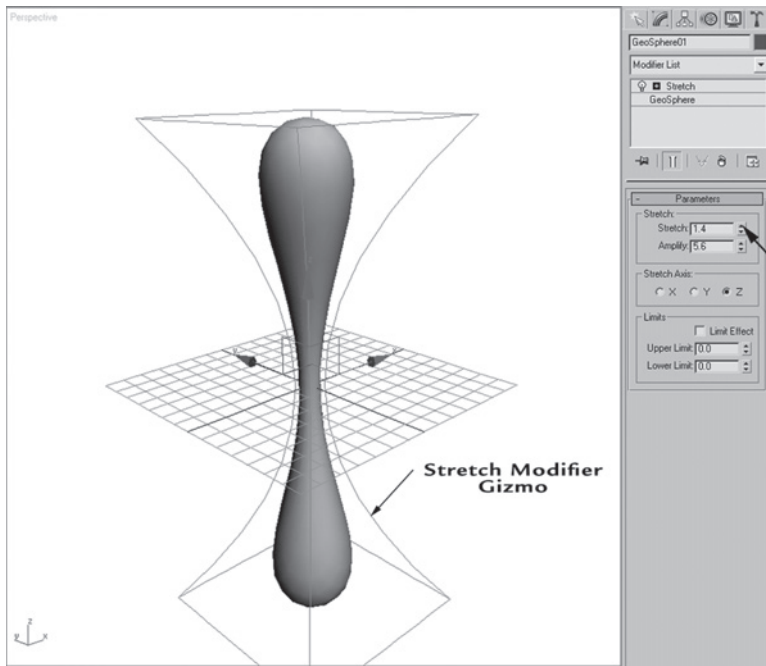 Perspective
GeoSphere01
Modifier List
Stretch
GeoSphere
- Parameters
Stretch:
Stretch: 1.4
Amplify: 5.6
Stretch Axis:
X Y Z
Limits
Limit Effect
Upper Limit: 0.0
Lower Limit: 0.0
Stretch Modifier
Gizmo
z
y x